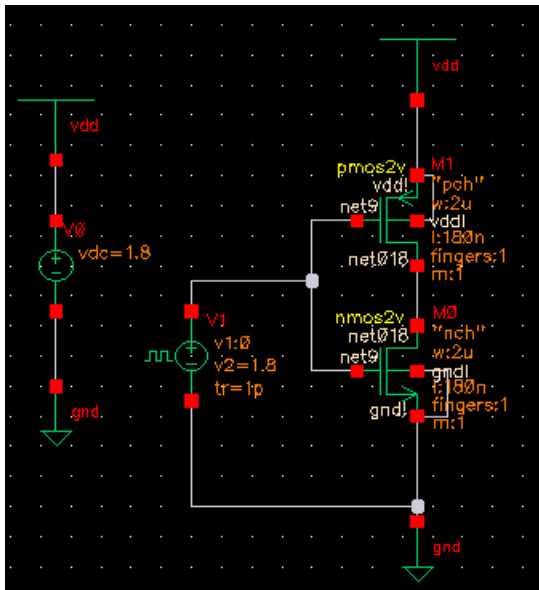 vdd
vdd
V0
vdc=1.8
pmos2v
M1
vdd!
"pch"
net9
w:2u
vdd!
l:180n
net018
fingers:1
m:1
V1
v1:0
v2=1.8
tr=1p
nmos2v
M0
net018
"nch"
net9
w:2u
gnd!
l:180n
gnd!
fingers:1
m:1
gnd
gnd